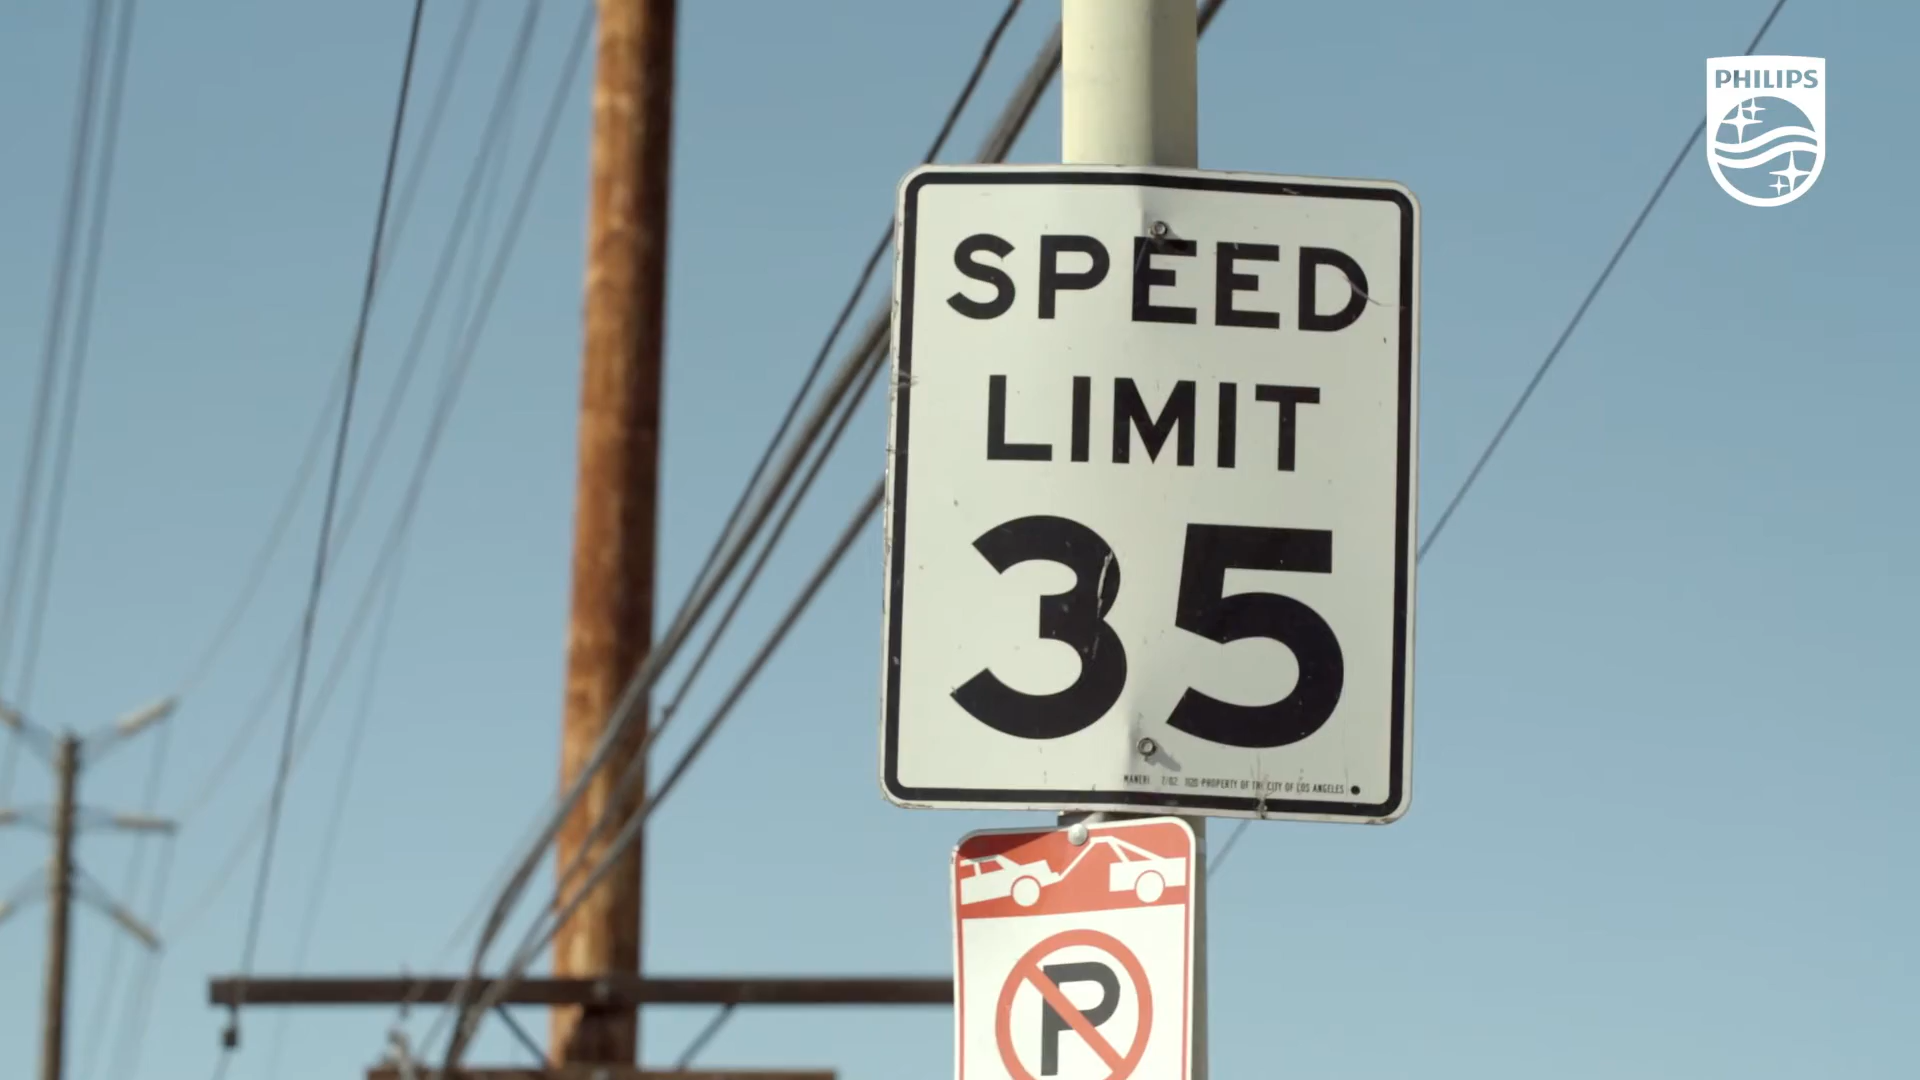 PHILIPS
SPEED
LIMIT
35
PROPERTY OF THE CITY OF LOS ANGELES
P